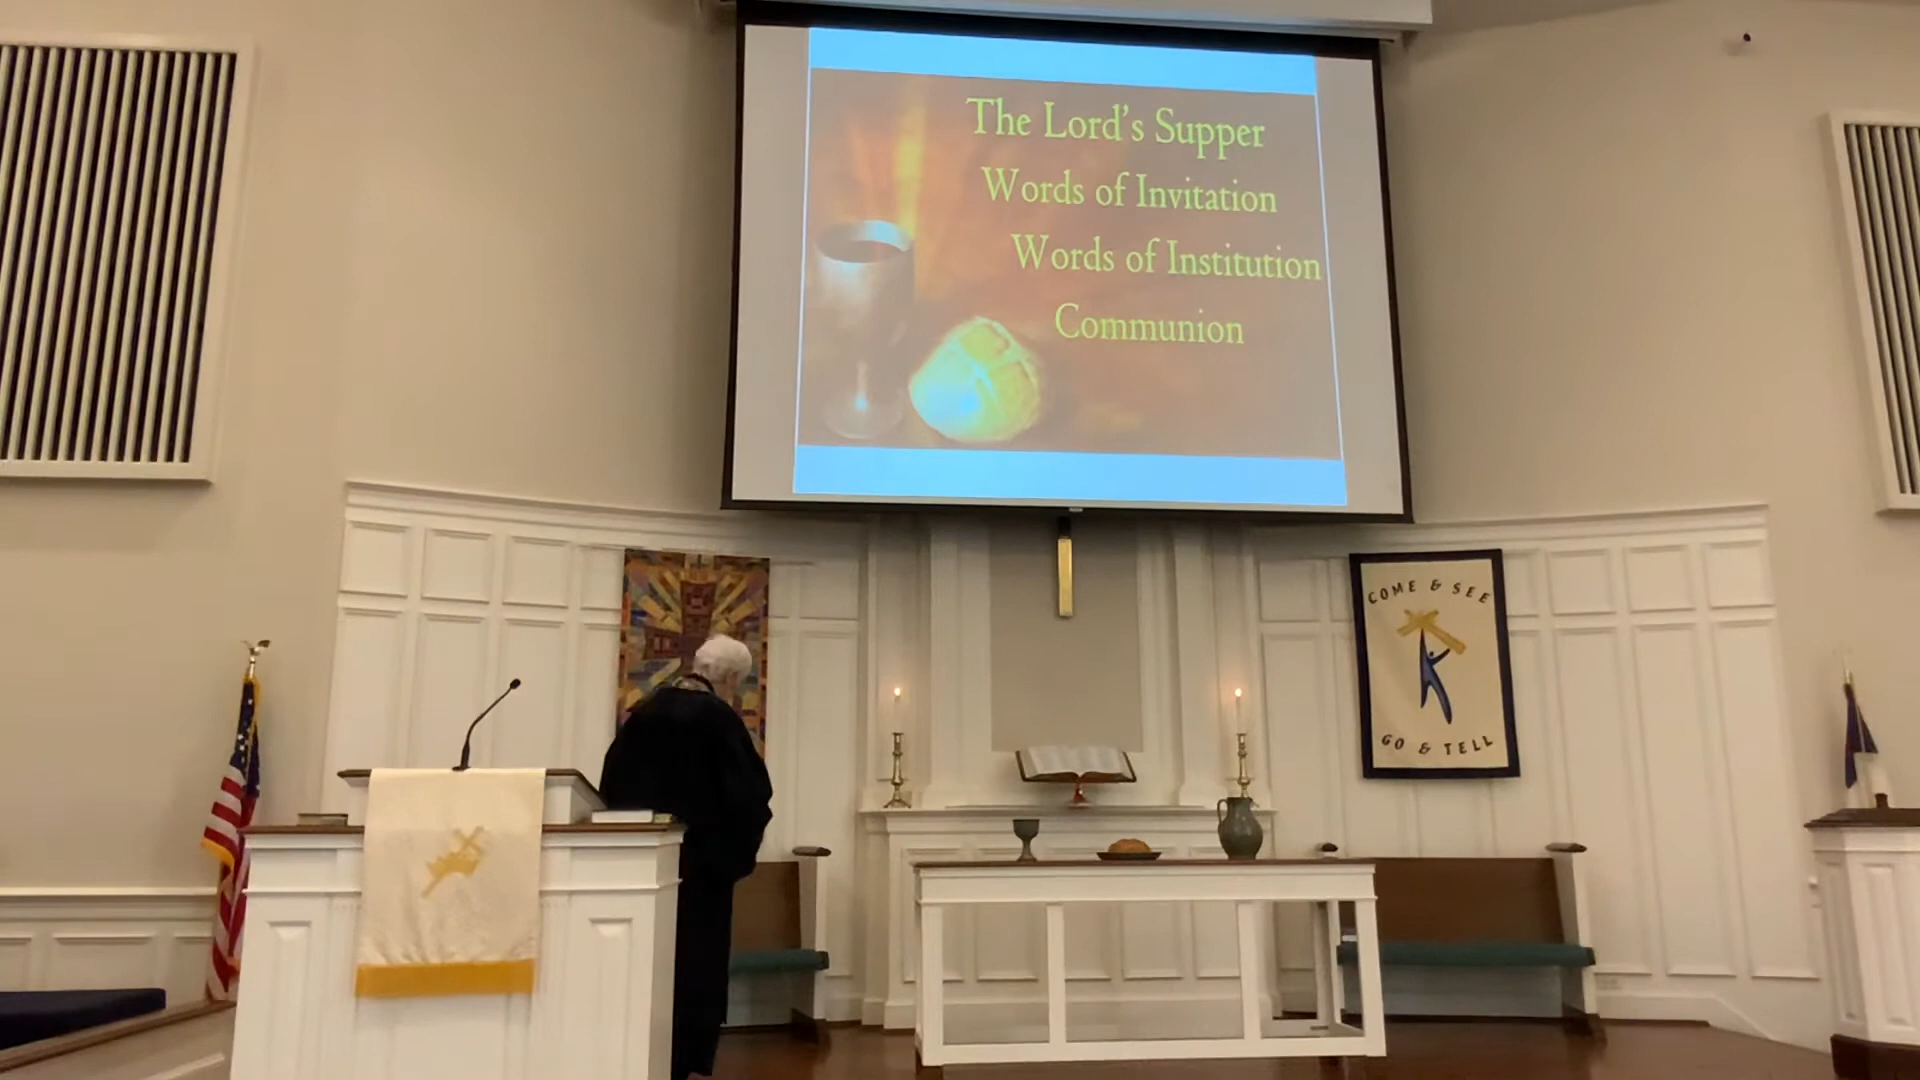 The Lord's Supper
Words of Invitation
Words of Institution
Communion
COME & SEE
GO & TELL